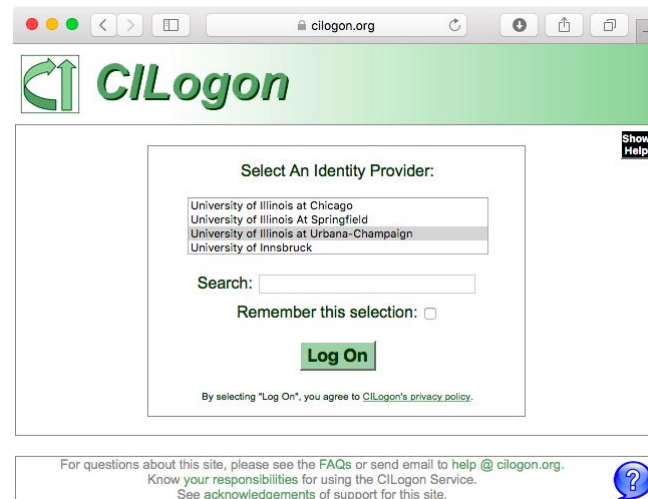 cilogon.org
CILogon
Show
Help
Select An Identity Provider:
University of Illinois at Chicago
University of Illinois At Springfield
University of Illinois at Urbana-Champaign
University of Innsbruck
Search:
Remember this selection:
Log On
By selecting "Log On", you agree to CILogon's privacy policy.
For questions about this site, please see the FAQs or send email to help @ cilogon.org.
Know your responsibilities for using the CILogon Service.
See acknowledgements of support for this site.
?